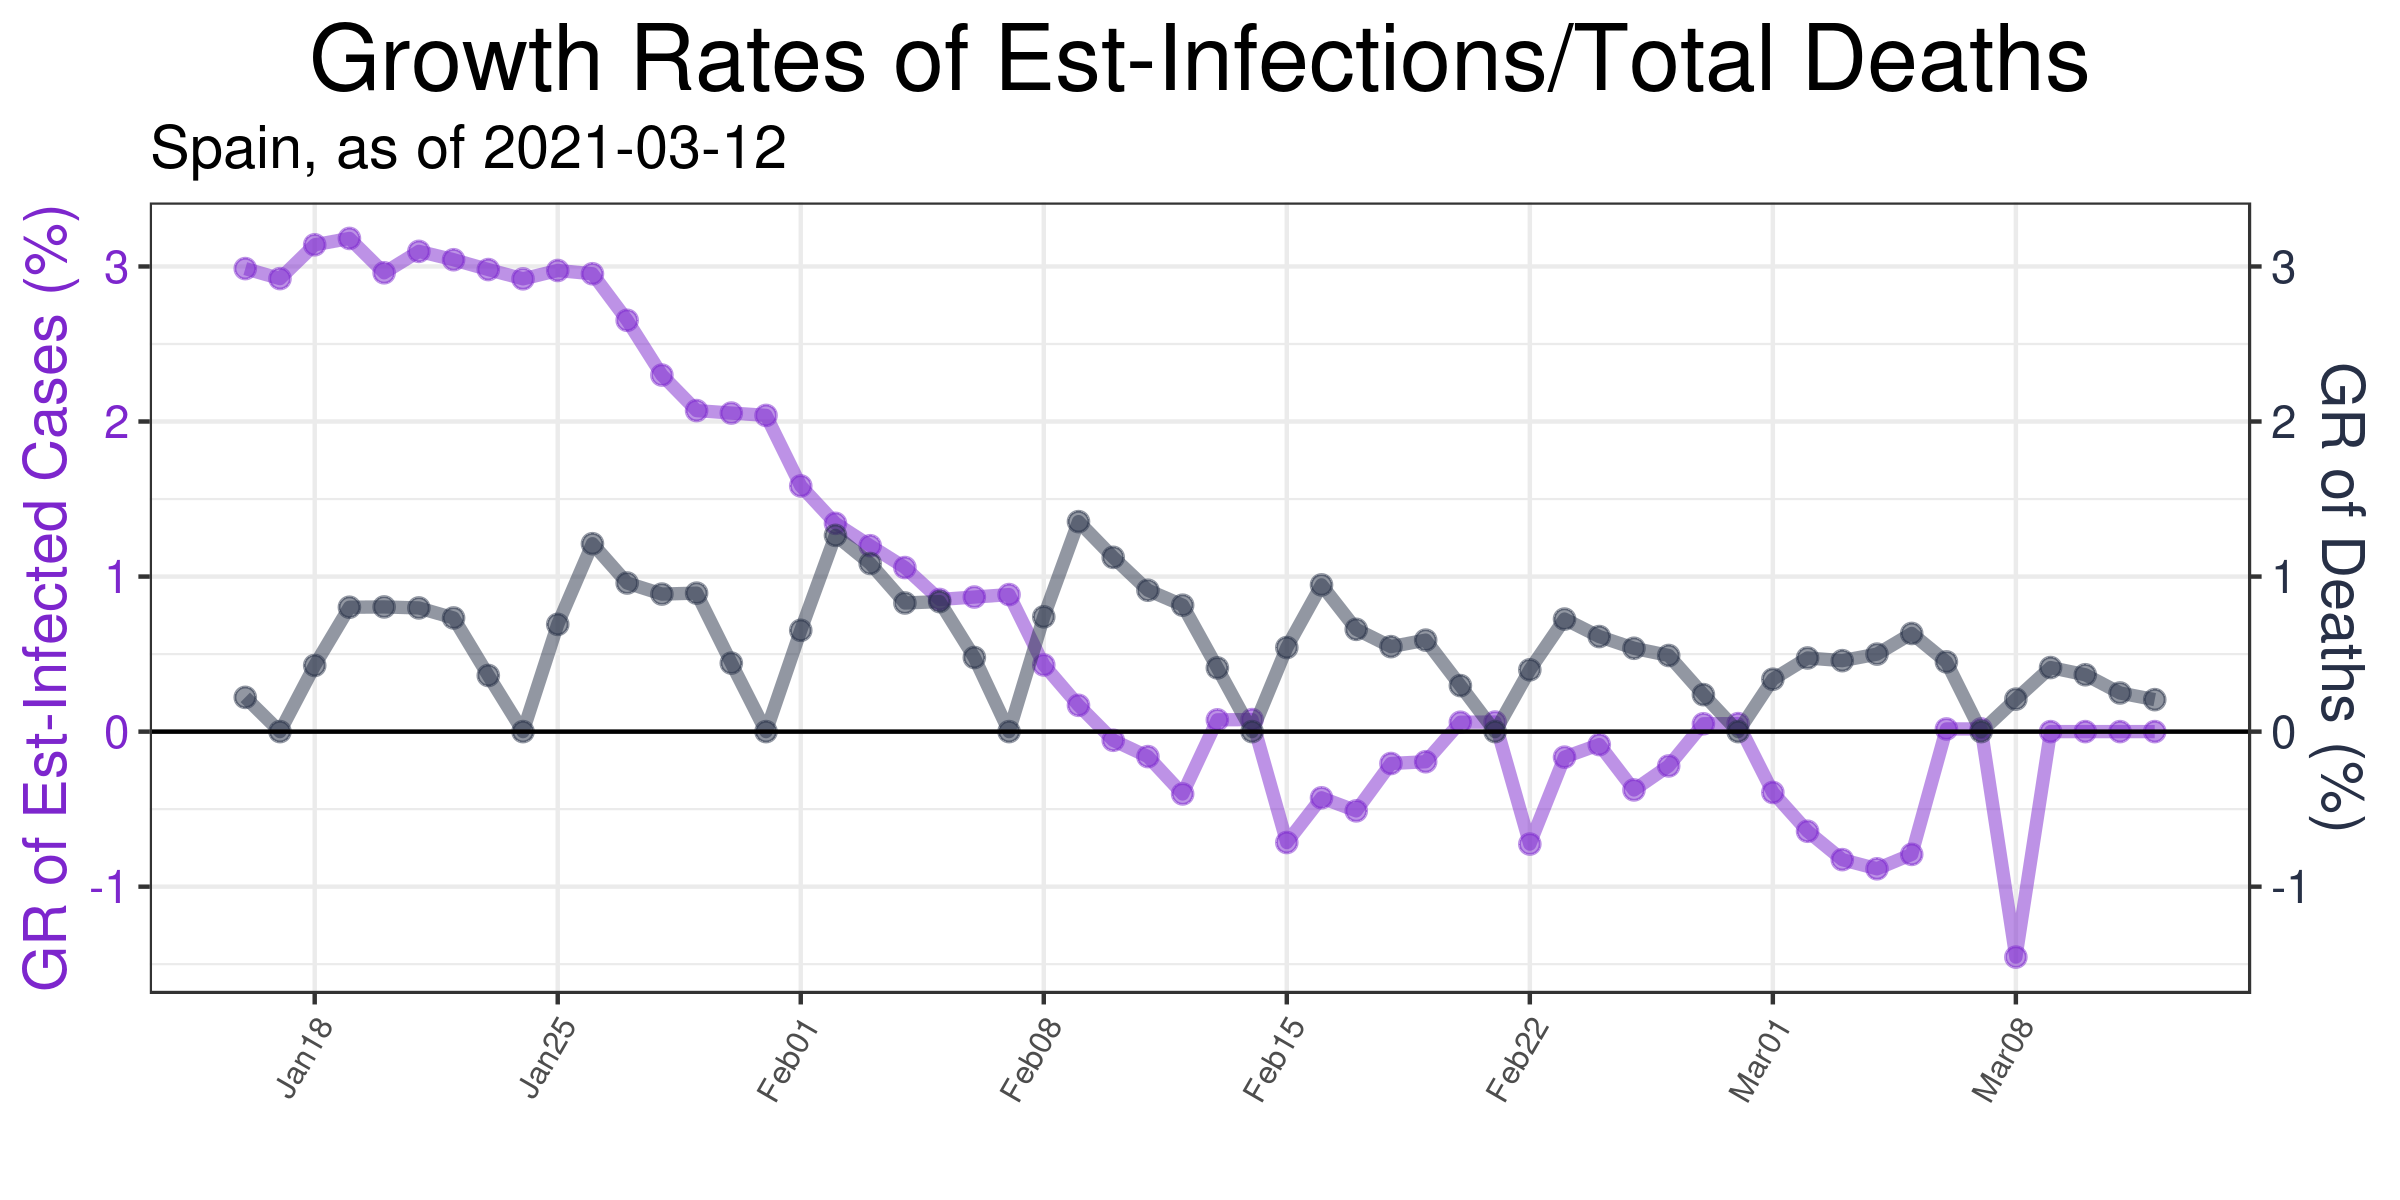 Growth Rates of Est-Infections/Total Deaths
Spain, as of 2021-03-12
GR of Est-Infected Cases (%)
3
2
1
0
-1
3
2
1
0
-1
GR of Deaths (%)
Jan18
Jan25
Feb01
Feb08
Feb15
Feb22
Mar01
Mar08